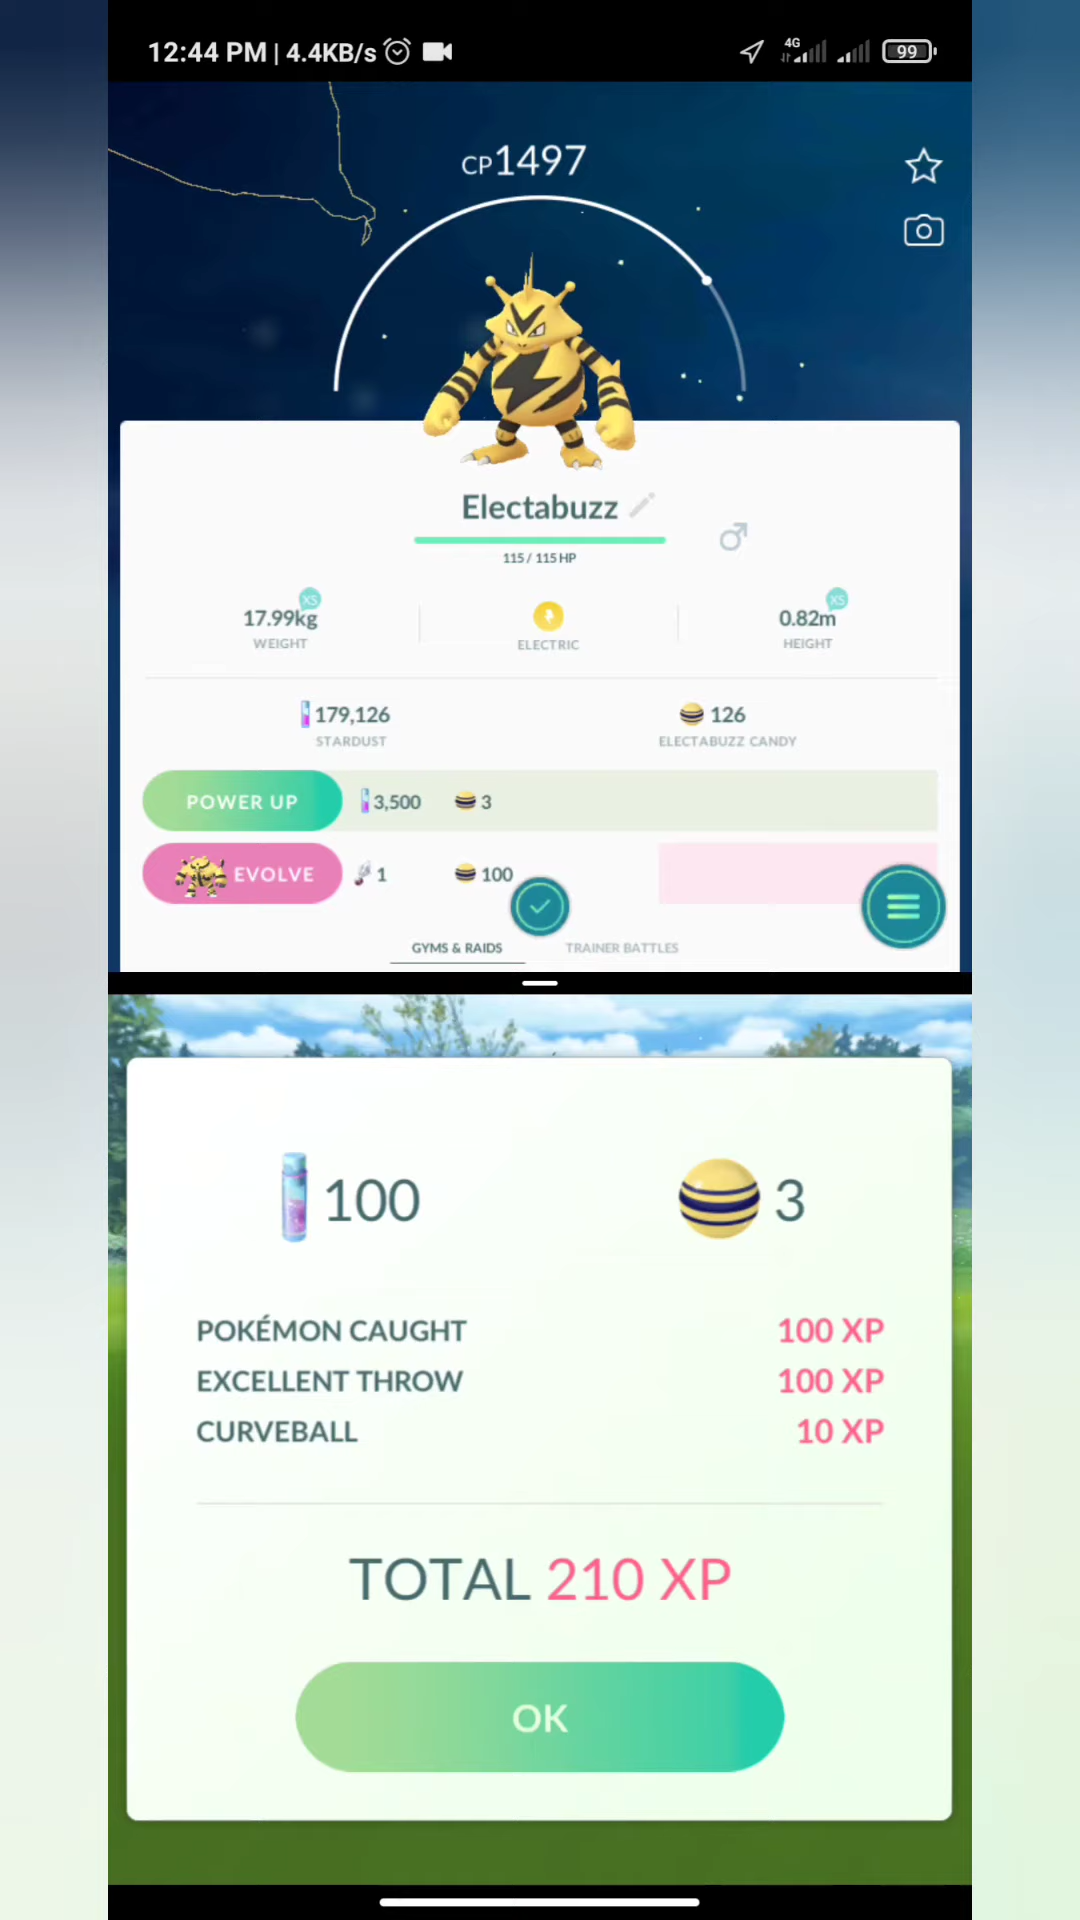 12:44 PM | 4.4KB/s 4G 99
CP1497
Electabuzz
115 / 115 HP
XS XS
17.99kg 0.82m
WEIGHT ELECTRIC HEIGHT
179,126 126
STARDUST ELECTABUZZ CANDY
POWER UP 3,500 3
EVOLVE 1 100
GYMS & RAIDS TRAINER BATTLES
100 3
POKÉMON CAUGHT 100 XP
EXCELLENT THROW 100 XP
CURVEBALL 10 XP
TOTAL 210 XP
OK